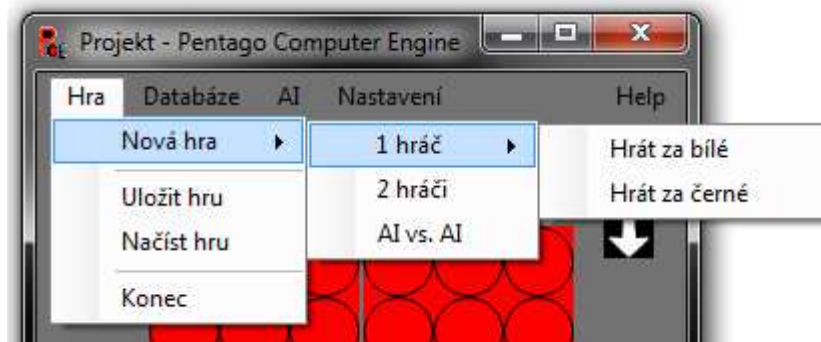 Projekt - Pentago Computer Engine
Hra Databáze AI Nastavení Help
Nová hra
Uložit hru
Načíst hru
Konec
1 hráč
2 hráči
AI vs. AI
Hrát za bílé
Hrát za černé